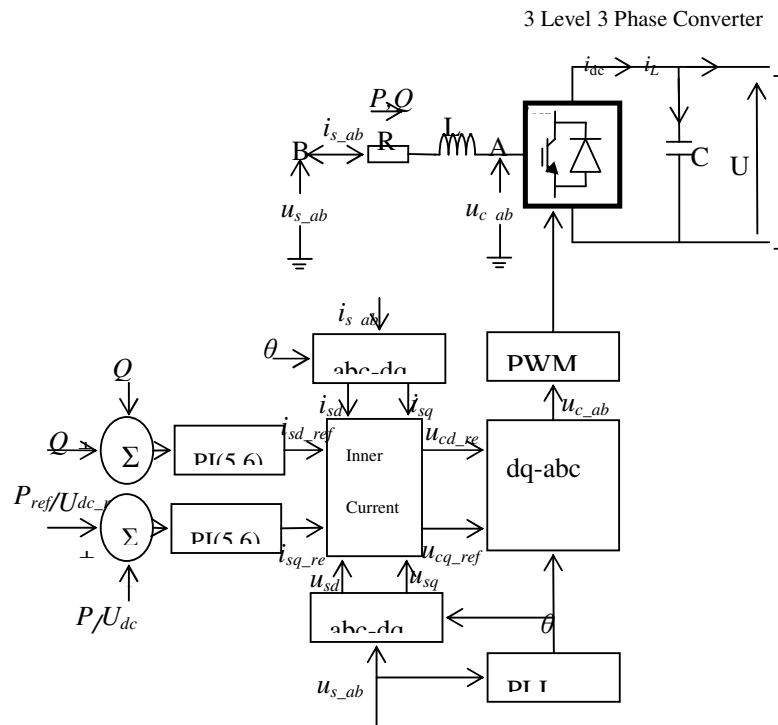 3 Level 3 Phase Converter
i_dc i_L
P,Q
i_s_ab
R
L
B
A
C
U
u_s_ab
u_c_ab
i_s_ab
θ
abc-dq
PWM
Q
i_sd i_sq
u_c_ab
i_sd_ref
u_cd_re
Q +
Σ
PI(5,6)
Inner
Current
dq-abc
P_ref/U_dc_r
+
Σ
PI(5,6)
i_sq_re
u_cq_ref
u_sd u_sq
P/U_dc
abc-dq
θ
u_s_ab
PLL